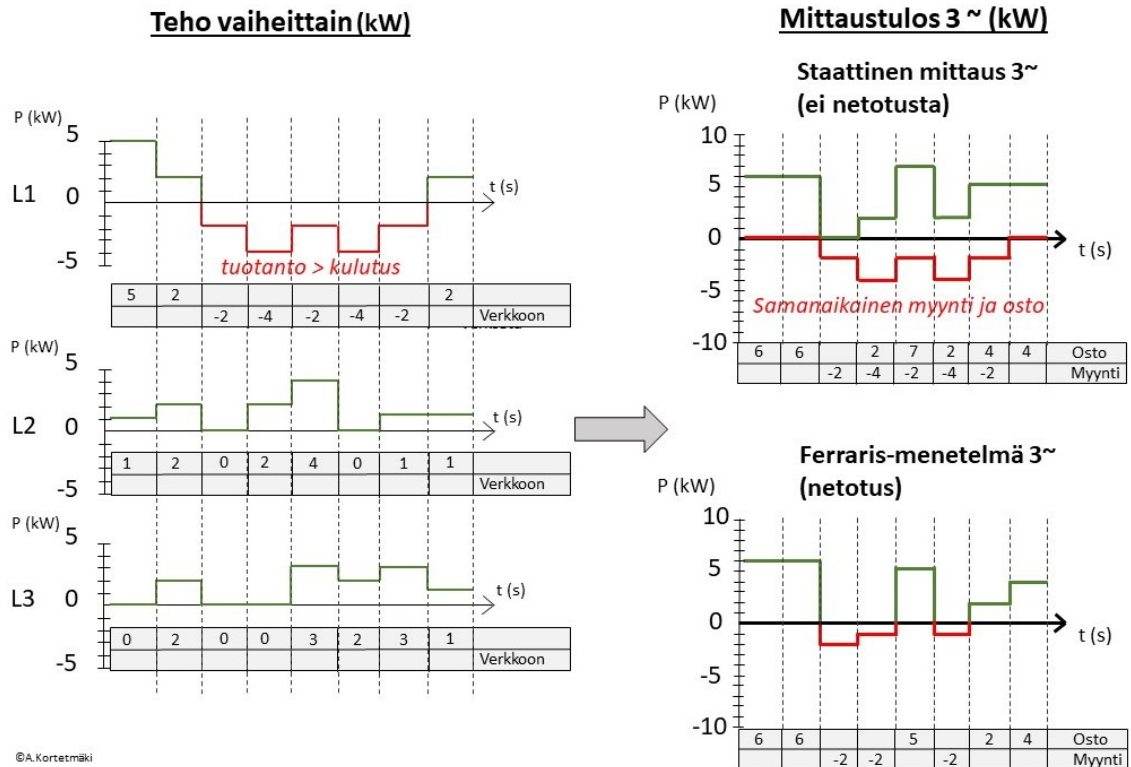 Teho vaiheittain (kW)
P (kW)
5
0
-5
L1
t (s)
tuotanto > kulutus
5 2 2
-2 -4 -2 -4 -2 Verkkoon
P (kW)
5
0
-5
L2
t (s)
1 2 0 2 4 0 1 1
Verkkoon
P (kW)
5
0
-5
L3
t (s)
0 2 0 0 3 2 3 1
Verkkoon
©A.Kortetmäki
Mittaustulos 3 ~ (kW)
Staattinen mittaus 3~
(ei netotusta)
P (kW)
10
5
0
-5
-10
t (s)
Samanaikainen myynti ja osto
6 6 2 7 2 4 4 Osto
-2 -4 -2 -4 -2 Myynti
Ferraris-menetelmä 3~
(netotus)
P (kW)
10
5
0
-5
-10
t (s)
6 6 5 2 4 Osto
-2 -2 -2 Myynti